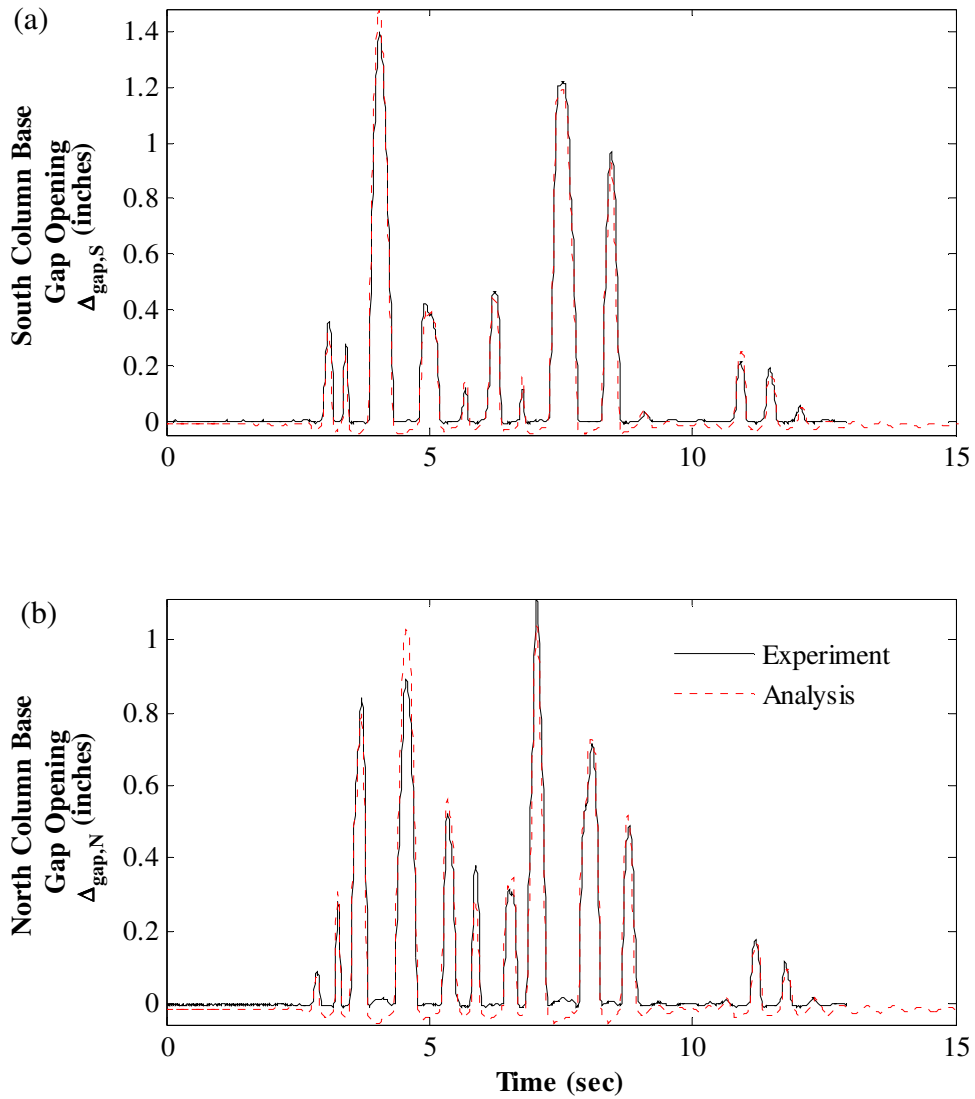 (a)
South Column Base
Gap Opening
Δgap,S (inches)
1.4
1.2
1
0.8
0.6
0.4
0.2
0
0 5 10 15
(b)
North Column Base
Gap Opening
Δgap,N (inches)
1
0.8
0.6
0.4
0.2
0
Experiment
Analysis
0 5 10 15
Time (sec)